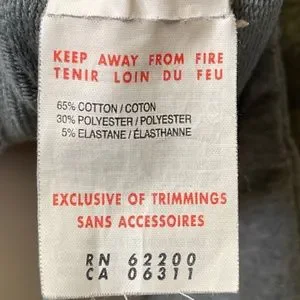 KEEP AWAY FROM FIRE
TENIR LOIN DU FEU
65% COTTON / COTON
30% POLYESTER / POLYESTER
5% ELASTANE / ÉLASTHANNE
EXCLUSIVE OF TRIMMINGS
SANS ACCESSOIRES
RN 62200
CA 06311